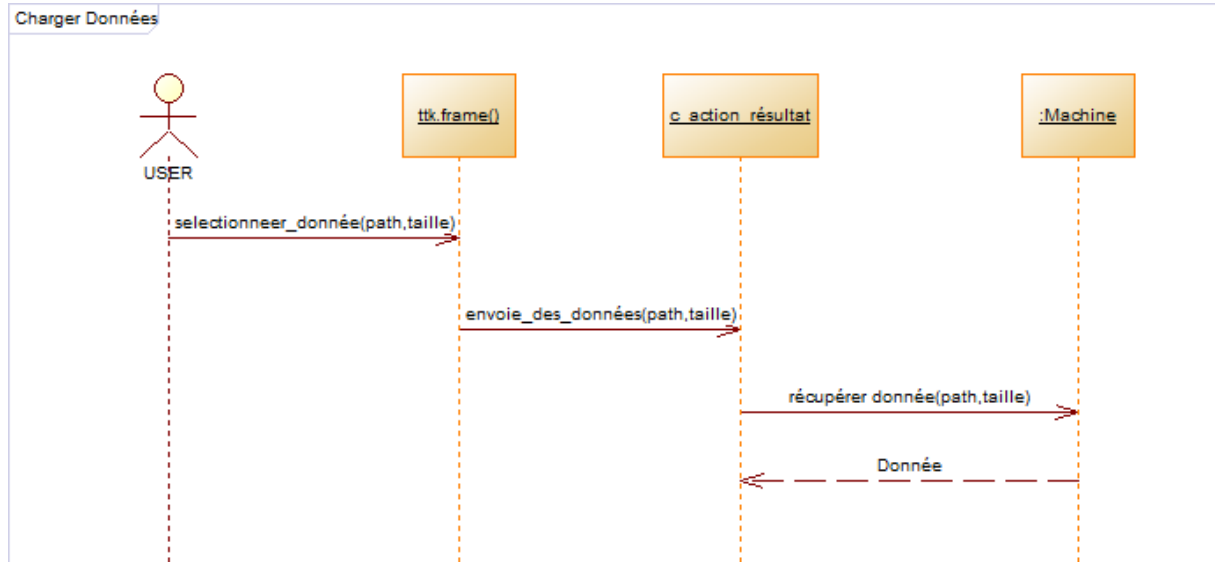 Charger Données
ttk.frame()
c_action_résultat
:Machine
USER
selectionneer_donnée(path,taille)
envoie_des_données(path,taille)
récupérer donnée(path,taille)
Donnée